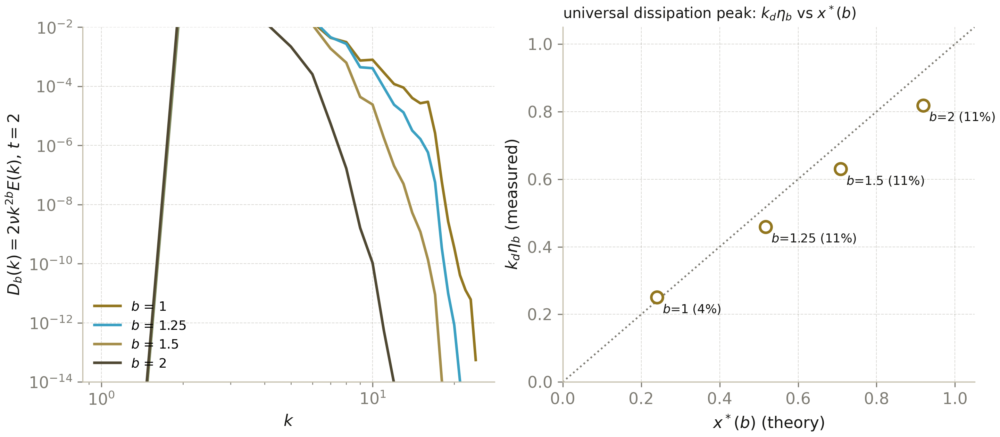 universal dissipation peak: k_dη_b vs x*(b)
D_b(k) = 2νk^{2b}E(k), t = 2
10^{-2}
10^{-4}
10^{-6}
10^{-8}
10^{-10}
10^{-12}
10^{-14}
b = 1
b = 1.25
b = 1.5
b = 2
10^0
10^1
k
k_dη_b (measured)
1.0
0.8
0.6
0.4
0.2
0.0
b=2 (11%)
b=1.5 (11%)
b=1.25 (11%)
b=1 (4%)
0.0
0.2
0.4
0.6
0.8
1.0
x*(b) (theory)